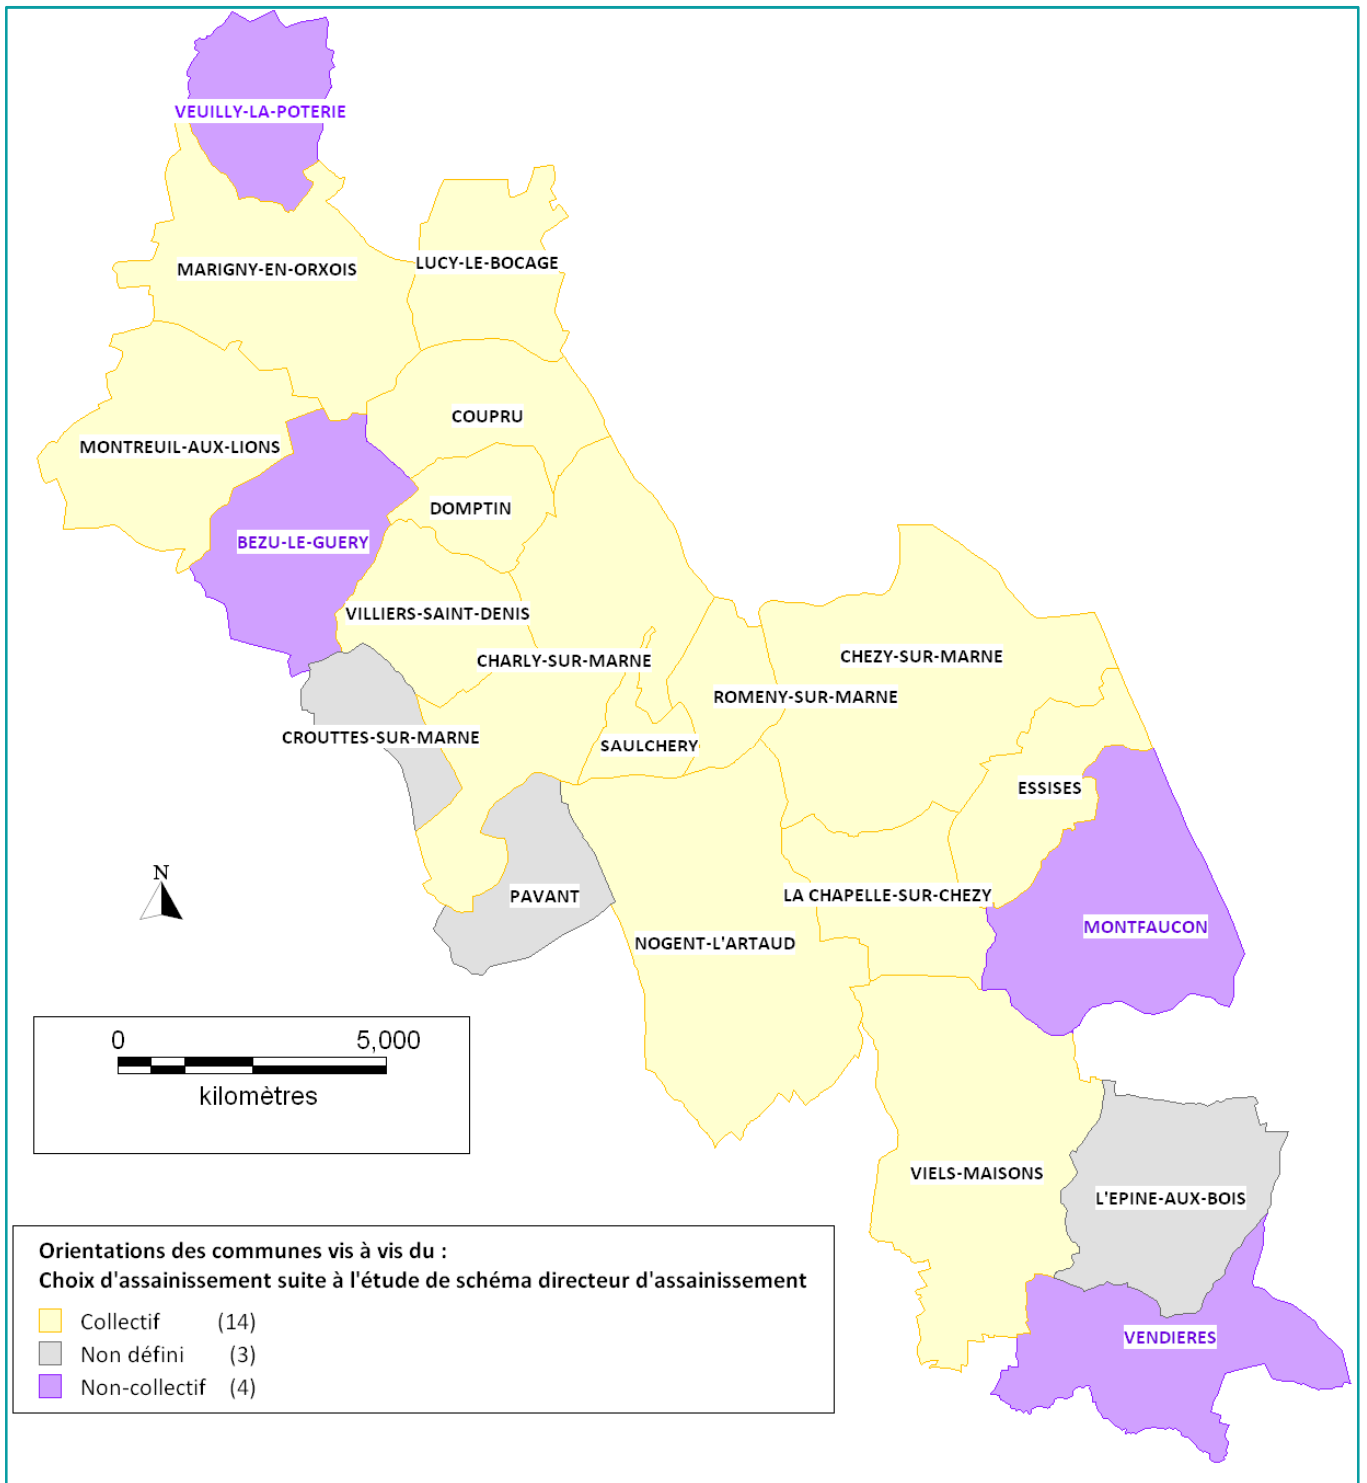 VEUILLY-LA-POTERIE
LUCY-LE-BOCAGE
MARIGNY-EN-ORXOIS
COUPRU
MONTREUIL-AUX-LIONS
DOMPTIN
BEZU-LE-GUERY
VILLIERS-SAINT-DENIS
CHEZY-SUR-MARNE
CHARLY-SUR-MARNE
ROMENY-SUR-MARNE
CROUTTES-SUR-MARNE
SAULCHERY
ESSISES
N
LA CHAPELLE-SUR-CHEZY
PAVANT
MONTFAUCON
NOGENT-L'ARTAUD
0 5,000
kilomètres
VIELS-MAISONS
L'EPINE-AUX-BOIS
VENDIERES
Orientations des communes vis à vis du :
Choix d'assainissement suite à l'étude de schéma directeur d'assainissement
Collectif (14)
Non défini (3)
Non-collectif (4)